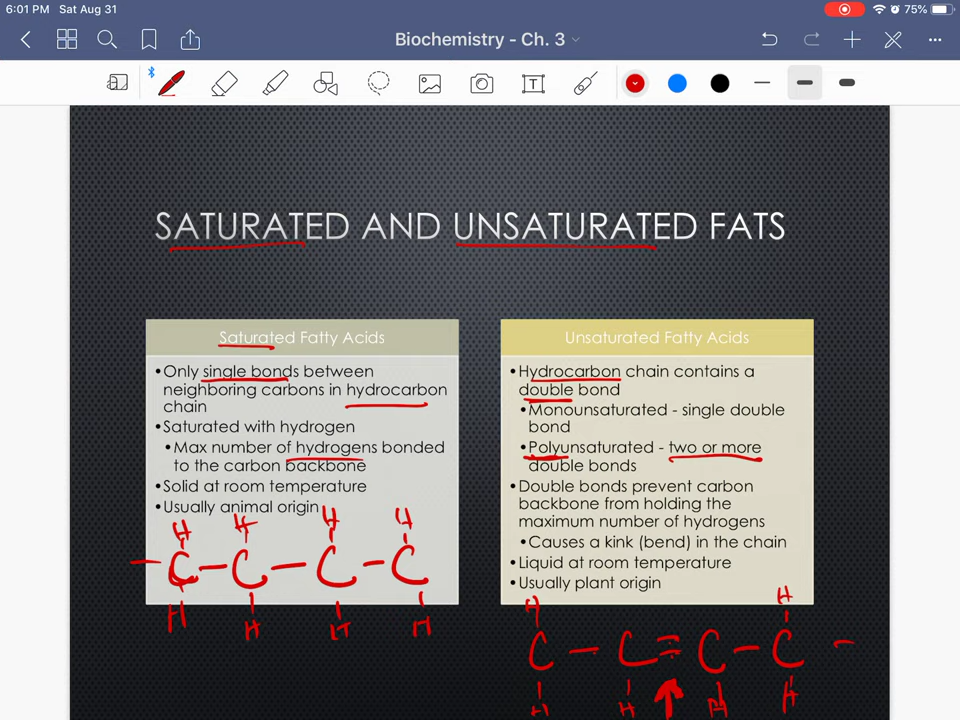 6:01 PM Sat Aug 31 75%
Biochemistry - Ch. 3
T
SATURATED AND UNSATURATED FATS
Saturated Fatty Acids
•Only single bonds between
neighboring carbons in hydrocarbon
chain
•Saturated with hydrogen
•Max number of hydrogens bonded
to the carbon backbone
•Solid at room temperature
•Usually animal origin
H H H H
C C C C
H H H H
Unsaturated Fatty Acids
•Hydrocarbon chain contains a
double bond
•Monounsaturated - single double
bond
•Polyunsaturated - two or more
double bonds
•Double bonds prevent carbon
backbone from holding the
maximum number of hydrogens
•Causes a kink (bend) in the chain
•Liquid at room temperature
•Usually plant origin
H H
C C C C
H H H H